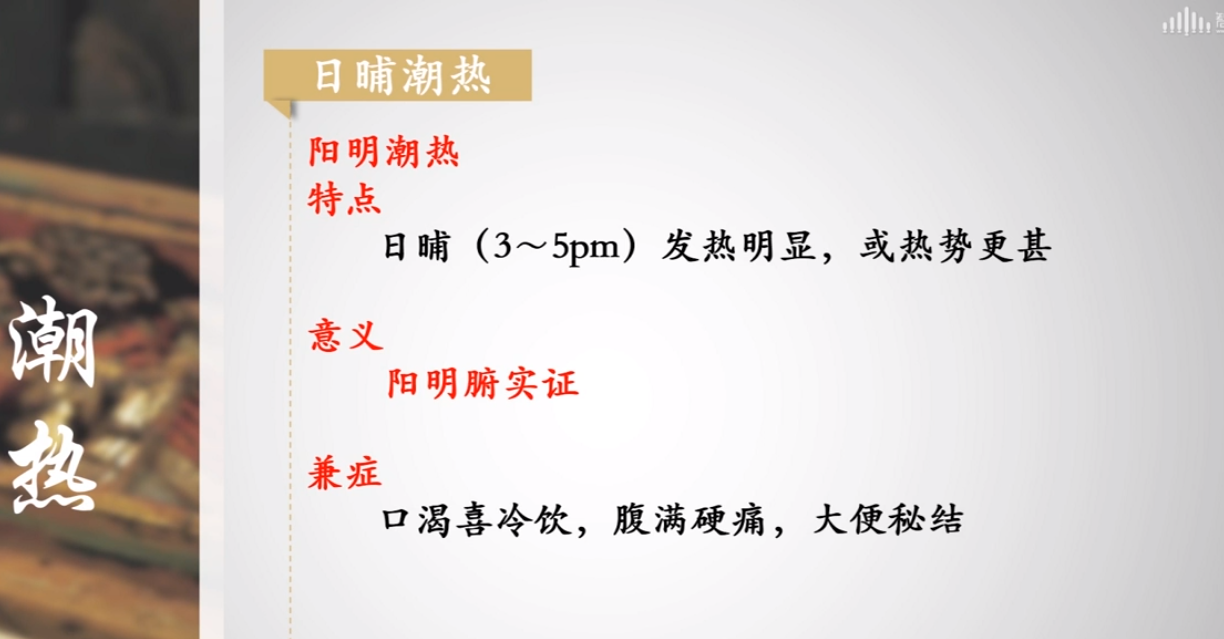 日晡潮热
阳明潮热
特点
日晡（3～5pm）发热明显，或热势更甚
意义
阳明腑实证
兼症
口渴喜冷饮，腹满硬痛，大便秘结
潮
热